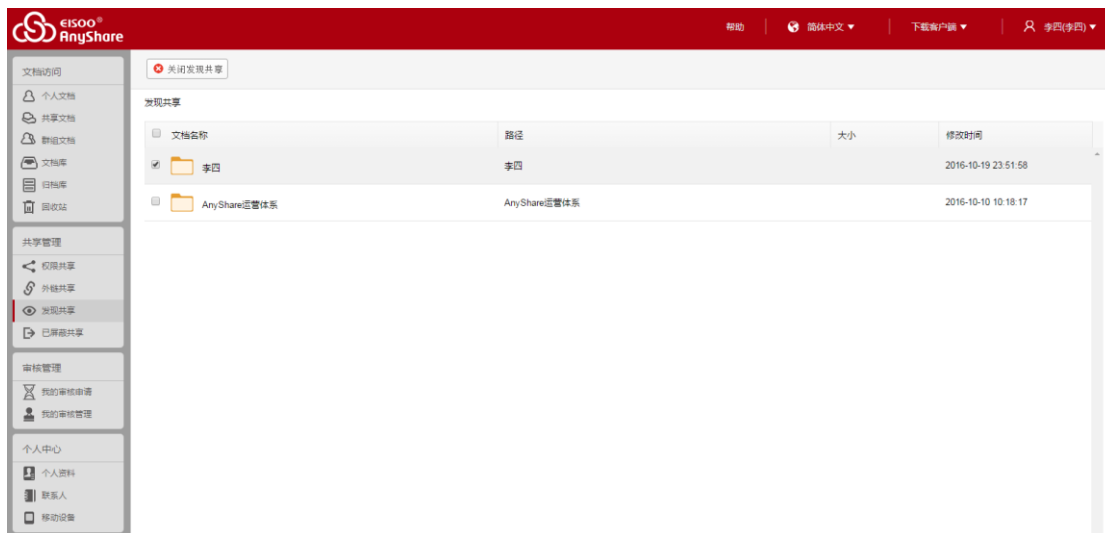 EISOO®
AnyShare
帮助
简体中文▼
下载客户端▼
李四(李四)▼
文档访问
个人文档
共享文档
群组文档
文档库
归档库
回收站
共享管理
权限共享
外链共享
发现共享
已屏蔽共享
审核管理
我的审核申请
我的审核管理
个人中心
个人资料
联系人
移动设备
关闭发现共享
发现共享
文档名称 路径 大小 修改时间
李四 李四 2016-10-19 23:51:58
AnyShare运营体系 AnyShare运营体系 2016-10-10 10:18:17